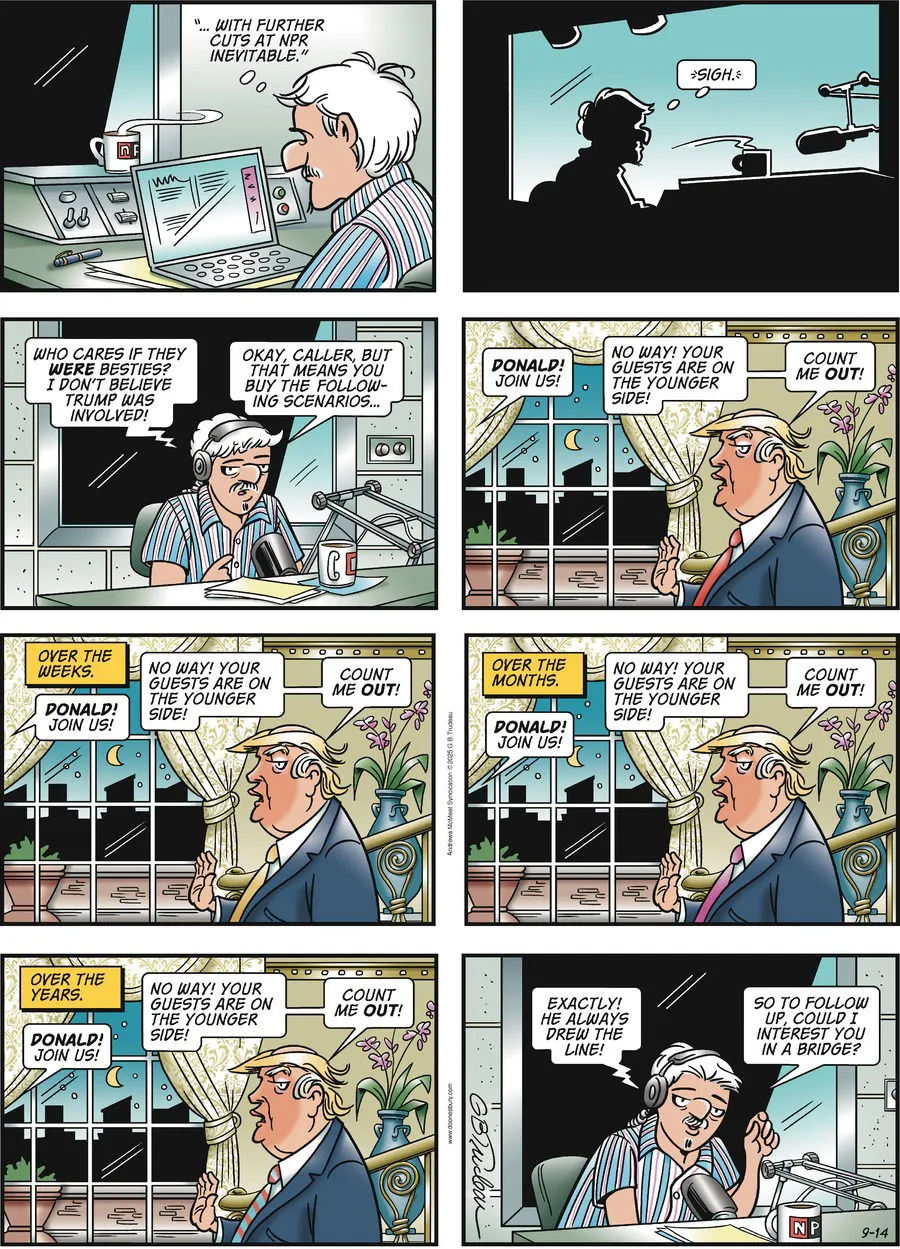 "... WITH FURTHER
CUTS AT NPR
INEVITABLE."
NP
SIGH.
WHO CARES IF THEY
WERE BESTIES?
I DON'T BELIEVE
TRUMP WAS
INVOLVED!
OKAY, CALLER, BUT
THAT MEANS YOU
BUY THE FOLLOW-
ING SCENARIOS...
DONALD!
JOIN US!
NO WAY! YOUR
GUESTS ARE ON
THE YOUNGER
SIDE!
COUNT
ME OUT!
OVER THE
WEEKS.
DONALD!
JOIN US!
NO WAY! YOUR
GUESTS ARE ON
THE YOUNGER
SIDE!
COUNT
ME OUT!
Andrews McMeel Syndication © 2025 G.B. Trudeau
OVER THE
MONTHS.
DONALD!
JOIN US!
NO WAY! YOUR
GUESTS ARE ON
THE YOUNGER
SIDE!
COUNT
ME OUT!
OVER THE
YEARS.
DONALD!
JOIN US!
NO WAY! YOUR
GUESTS ARE ON
THE YOUNGER
SIDE!
COUNT
ME OUT!
www.doonesbury.com
EXACTLY!
HE ALWAYS
DREW THE
LINE!
SO TO FOLLOW
UP, COULD I
INTEREST YOU
IN A BRIDGE?
GBTrudeau
NP
9-14